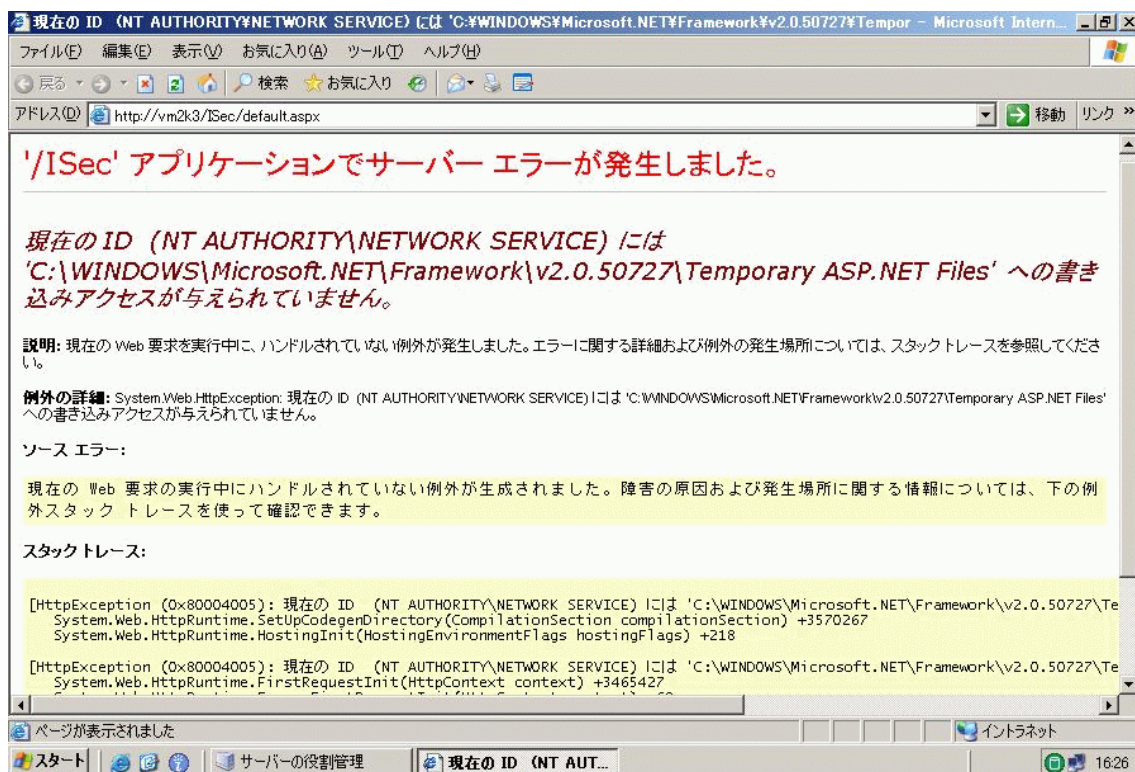 現在の ID （NT AUTHORITY¥NETWORK SERVICE）には 'C:¥WINDOWS¥Microsoft.NET¥Framework¥v2.0.50727¥Tempor - Microsoft Intern...
ファイル(F) 編集(E) 表示(V) お気に入り(A) ツール(T) ヘルプ(H)
戻る 検索 お気に入り
アドレス(D) http://vm2k3/ISec/default.aspx 移動 リンク »
'/ISec' アプリケーションでサーバー エラーが発生しました。
現在の ID （NT AUTHORITY\NETWORK SERVICE）には
'C:\WINDOWS\Microsoft.NET\Framework\v2.0.50727\Temporary ASP.NET Files' への書き
込みアクセスが与えられていません。
説明: 現在の Web 要求を実行中に、ハンドルされていない例外が発生しました。エラーに関する詳細および例外の発生場所については、スタック トレースを参照してくださ
い。
例外の詳細: System.Web.HttpException: 現在の ID （NT AUTHORITY\NETWORK SERVICE）には 'C:\WINDOWS\Microsoft.NET\Framework\v2.0.50727\Temporary ASP.NET Files'
への書き込みアクセスが与えられていません。
ソース エラー:
現在の Web 要求の実行中にハンドルされていない例外が生成されました。障害の原因および発生場所に関する情報については、下の例
外スタック トレースを使って確認できます。
スタック トレース:
[HttpException (0x80004005): 現在の ID （NT AUTHORITY\NETWORK SERVICE）には 'C:\WINDOWS\Microsoft.NET\Framework\v2.0.50727\Te
System.Web.HttpRuntime.SetUpCodegenDirectory(CompilationSection compilationSection) +3570267
System.Web.HttpRuntime.HostingInit(HostingEnvironmentFlags hostingFlags) +218
[HttpException (0x80004005): 現在の ID （NT AUTHORITY\NETWORK SERVICE）には 'C:\WINDOWS\Microsoft.NET\Framework\v2.0.50727\Te
System.Web.HttpRuntime.FirstRequestInit(HttpContext context) +3465427
ページが表示されました イントラネット
スタート サーバーの役割管理 現在の ID （NT AUT... 16:26